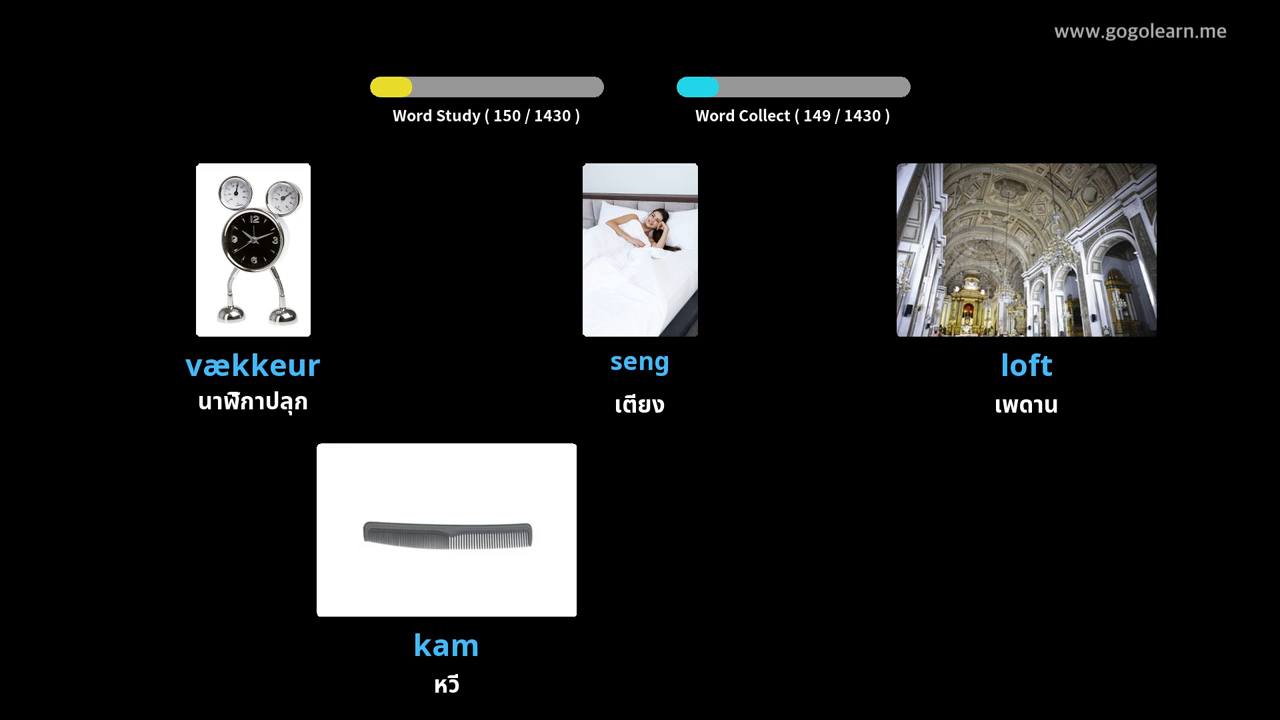 www.gogolearn.me
Word Study ( 150 / 1430 )
Word Collect ( 149 / 1430 )
vækkeur
นาฬิกาปลุก
seng
เตียง
loft
เพดาน
kam
หวี